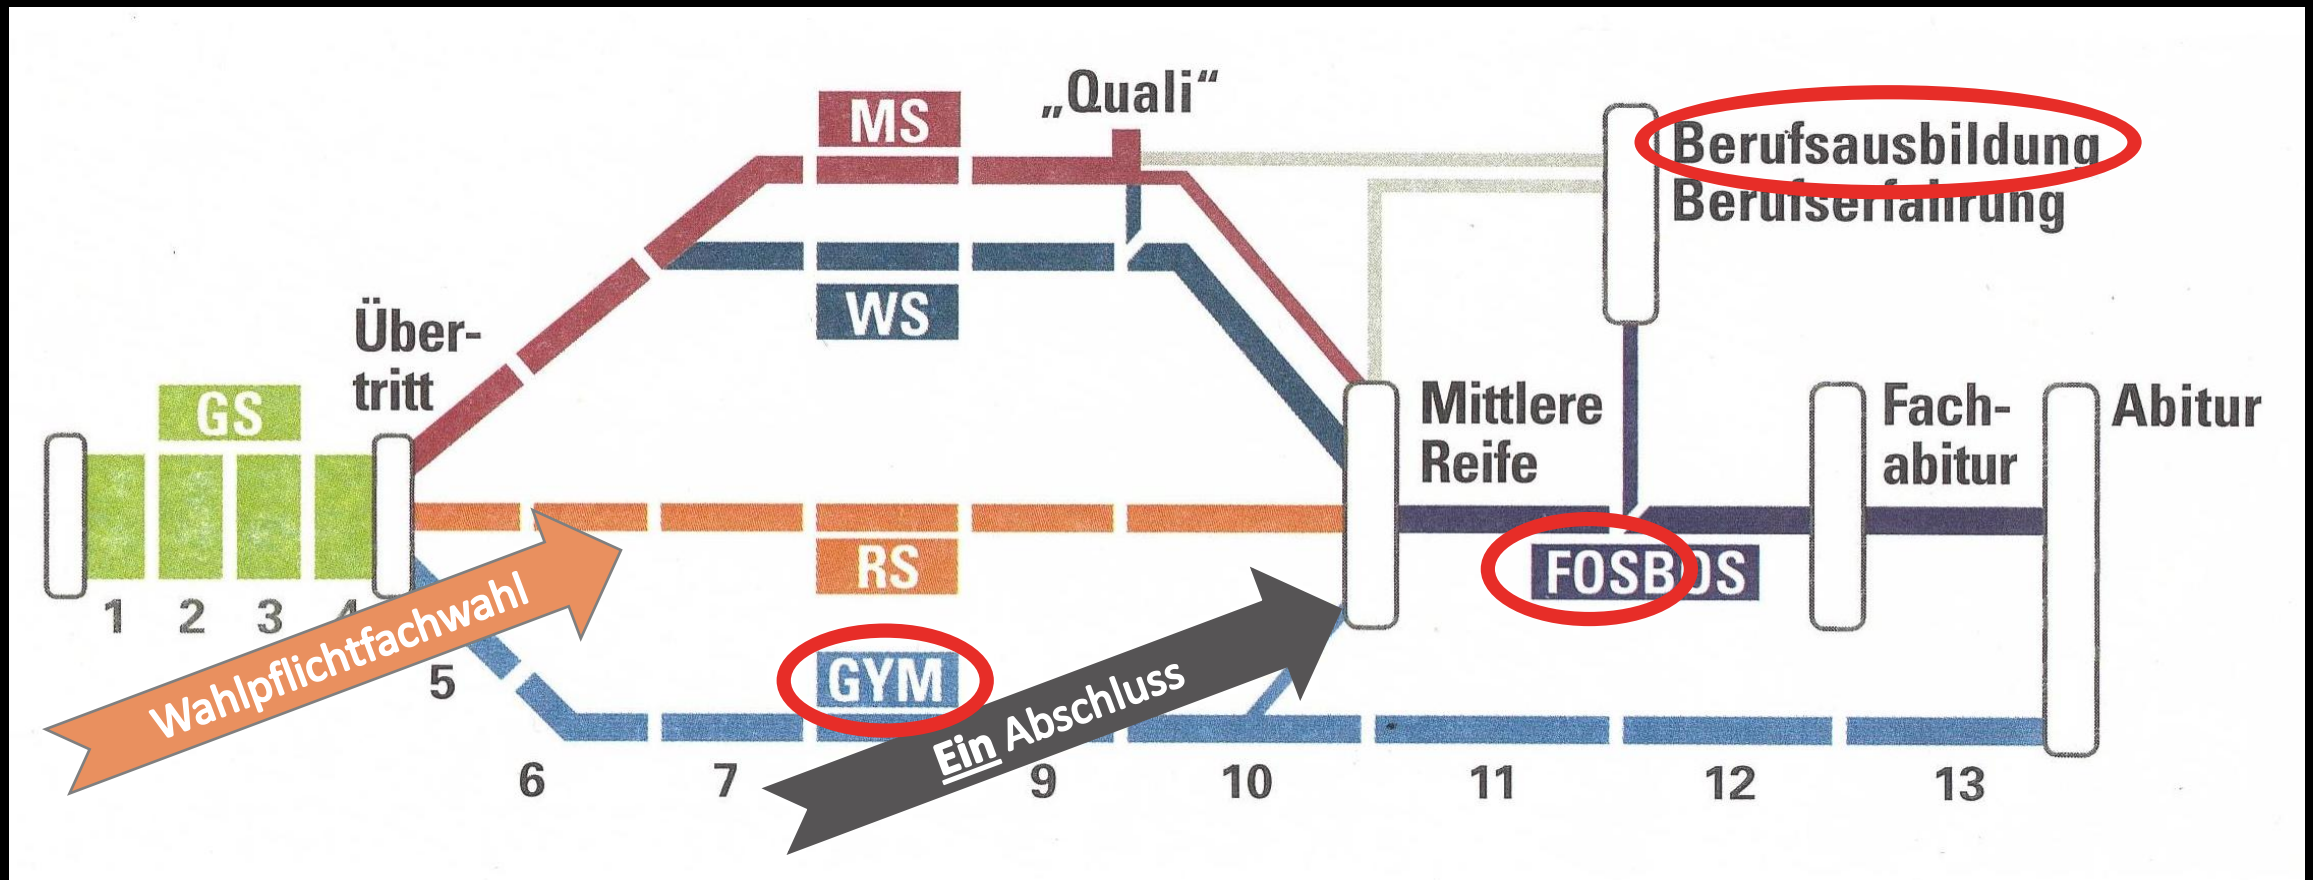 „Quali“
MS
Berufsausbildung
Berufserfahrung
WS
Über-
tritt
GS
Mittlere
Reife
Fach-
abitur
Abitur
RS
FOSBOS
1
2
3
4
Wahlpflichtfachwahl
5
GYM
Ein Abschluss
6
7
9
10
11
12
13